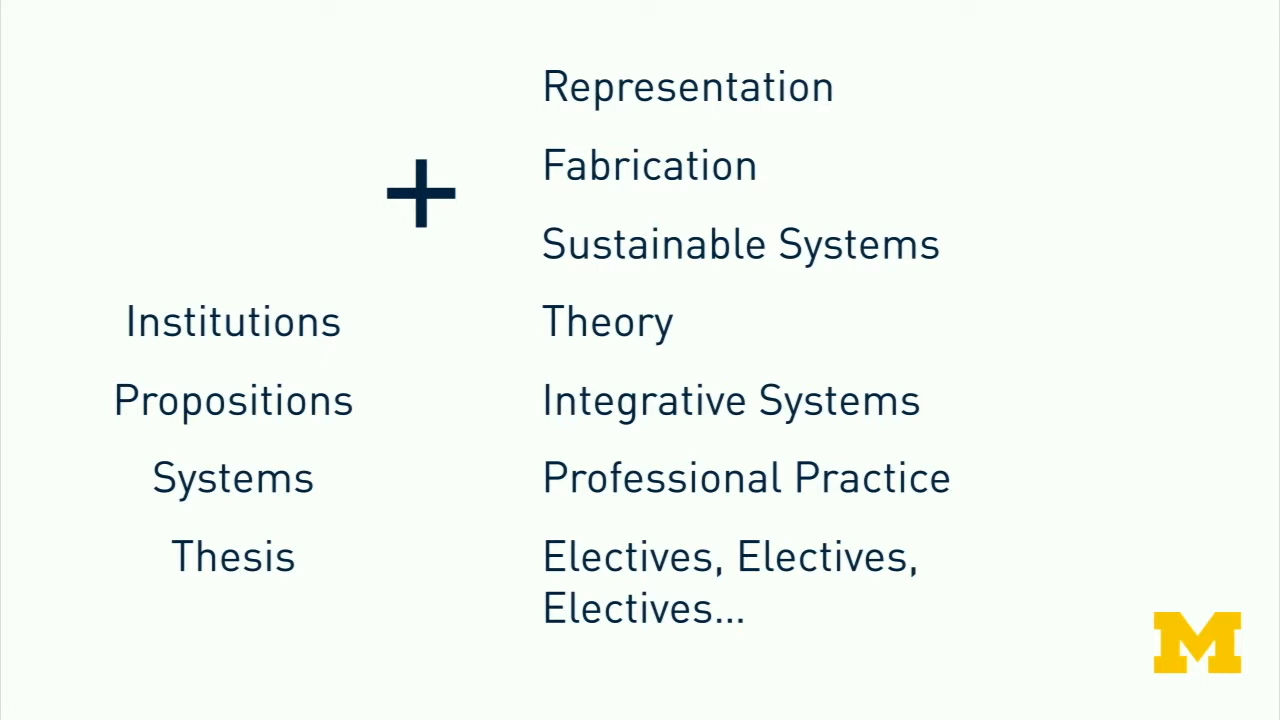 +
Institutions
Propositions
Systems
Thesis
Representation
Fabrication
Sustainable Systems
Theory
Integrative Systems
Professional Practice
Electives, Electives,
Electives...
M